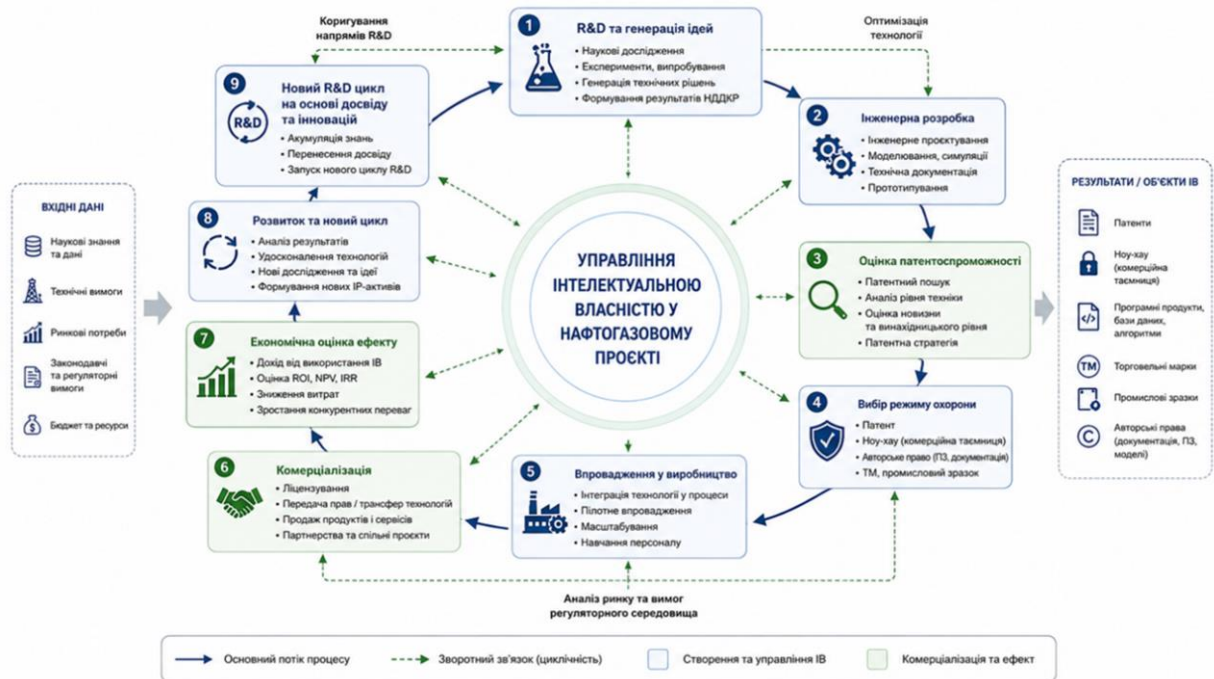 Коригування
напрямів R&D
Оптимізація
технології
1
R&D та генерація ідей
• Наукові дослідження
• Експерименти, випробування
• Генерація технічних рішень
• Формування результатів НДДКР
9
Новий R&D цикл
на основі досвіду
та інновацій
R&D
• Акумуляція знань
• Перенесення досвіду
• Запуск нового циклу R&D
2
Інженерна розробка
• Інженерне проєктування
• Моделювання, симуляції
• Технічна документація
• Прототипування
ВХІДНІ ДАНІ
Наукові знання
та дані
Технічні вимоги
Ринкові потреби
Законодавчі
та регуляторні
вимоги
Бюджет та ресурси
8
Розвиток та новий цикл
• Аналіз результатів
• Удосконалення технологій
• Нові дослідження та ідеї
• Формування нових IP-активів
УПРАВЛІННЯ
ІНТЕЛЕКТУАЛЬНОЮ
ВЛАСНІСТЮ У
НАФТОГАЗОВОМУ
ПРОЄКТІ
3
Оцінка патентоспроможності
• Патентний пошук
• Аналіз рівня техніки
• Оцінка новизни
та винахідницького рівня
• Патентна стратегія
РЕЗУЛЬТАТИ / ОБ'ЄКТИ ІВ
Патенти
Ноу-хау
(комерційна
таємниця)
Програмні продукти,
бази даних,
алгоритми
TM
Торговельні марки
Промислові зразки
C
Авторські права
(документація, ПЗ,
моделі)
7
Економічна оцінка ефекту
• Дохід від використання ІВ
• Оцінка ROI, NPV, IRR
• Зниження витрат
• Зростання конкурентних переваг
4
Вибір режиму охорони
• Патент
• Ноу-хау (комерційна таємниця)
• Авторське право (ПЗ, документація)
• ТМ, промисловий зразок
6
Комерціалізація
• Ліцензування
• Передача прав / трансфер технологій
• Продаж продуктів і сервісів
• Партнерства та спільні проєкти
5
Впровадження у виробництво
• Інтеграція технології у процеси
• Пілотне впровадження
• Масштабування
• Навчання персоналу
Аналіз ринку та вимог
регуляторного середовища
Основний потік процесу
Зворотний зв'язок (циклічність)
Створення та управління ІВ
Комерціалізація та ефект